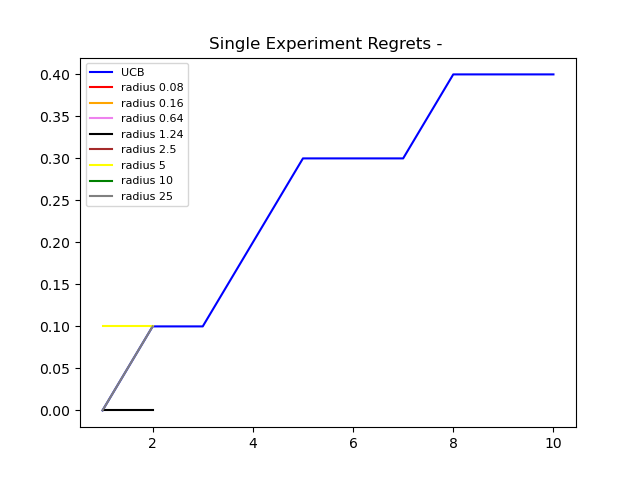 Single Experiment Regrets -
0.40
0.35
0.30
0.25
0.20
0.15
0.10
0.05
0.00
UCB
radius 0.08
radius 0.16
radius 0.64
radius 1.24
radius 2.5
radius 5
radius 10
radius 25
2
4
6
8
10